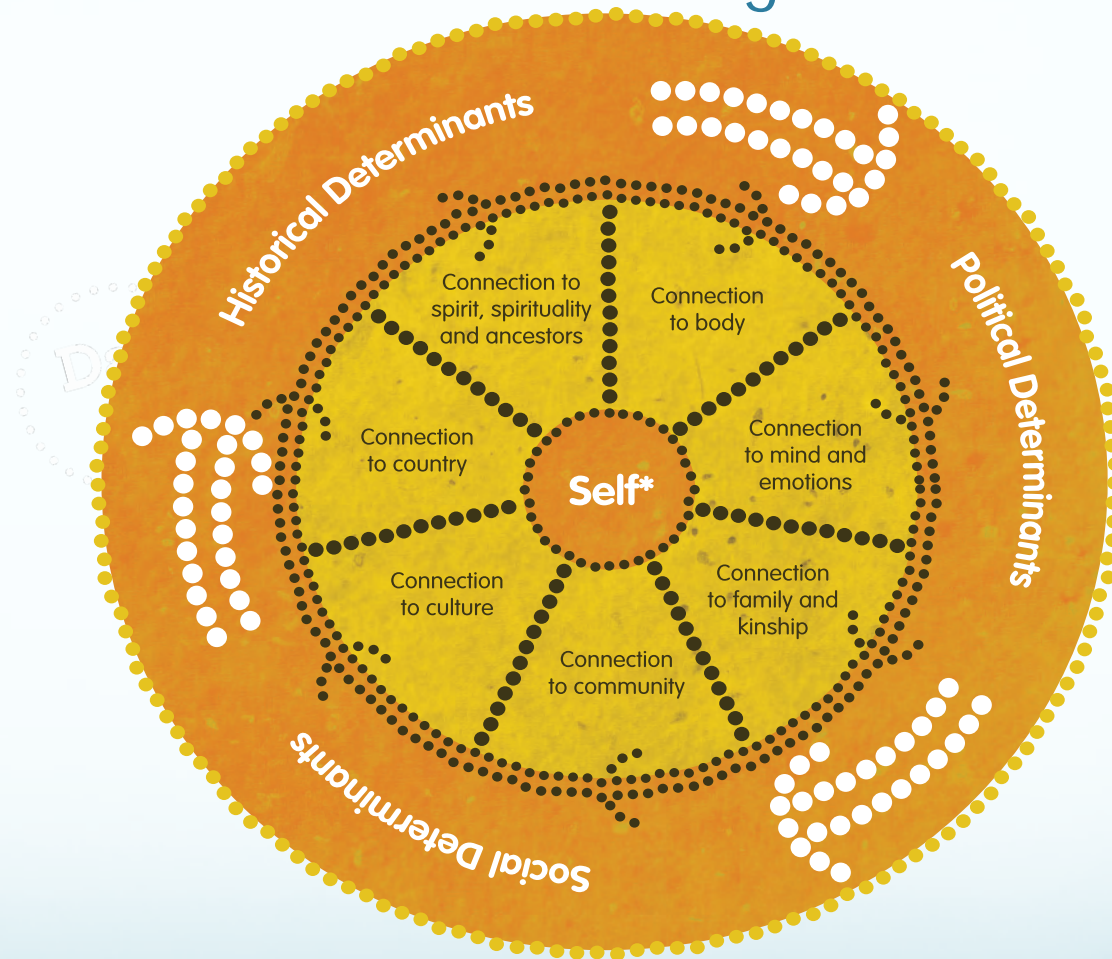 Historical Determinants
Political Determinants
Social Determinants
Connection to
spirit, spirituality
and ancestors
Connection
to body
Connection
to mind and
emotions
Connection
to family and
kinship
Connection
to community
Connection
to culture
Connection
to country
Self*